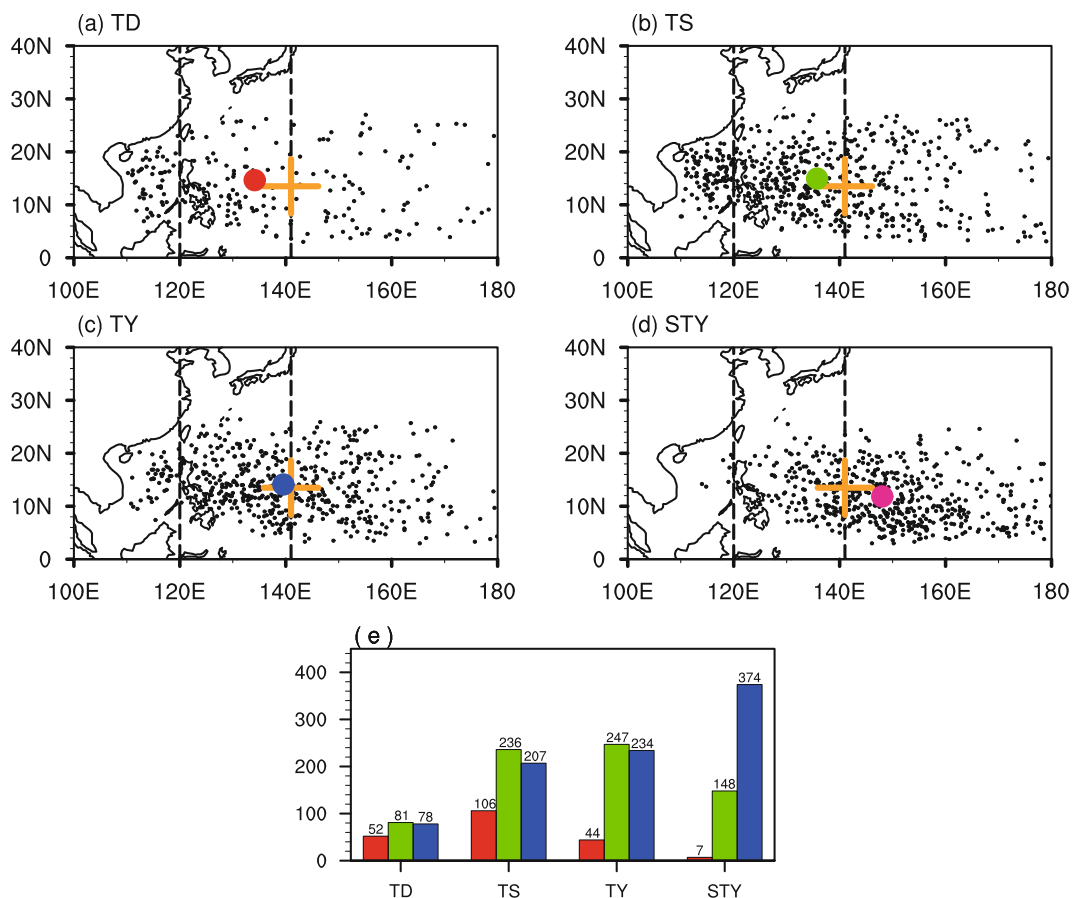 (a) TD
(b) TS
40N
30N
20N
10N
0
100E 120E 140E 160E 180
40N
30N
20N
10N
0
100E 120E 140E 160E 180
(c) TY
(d) STY
40N
30N
20N
10N
0
100E 120E 140E 160E 180
40N
30N
20N
10N
0
100E 120E 140E 160E 180
( e )
400
300
200
100
0
52 81 78
106 236 207
44 247 234
7 148 374
TD TS TY STY